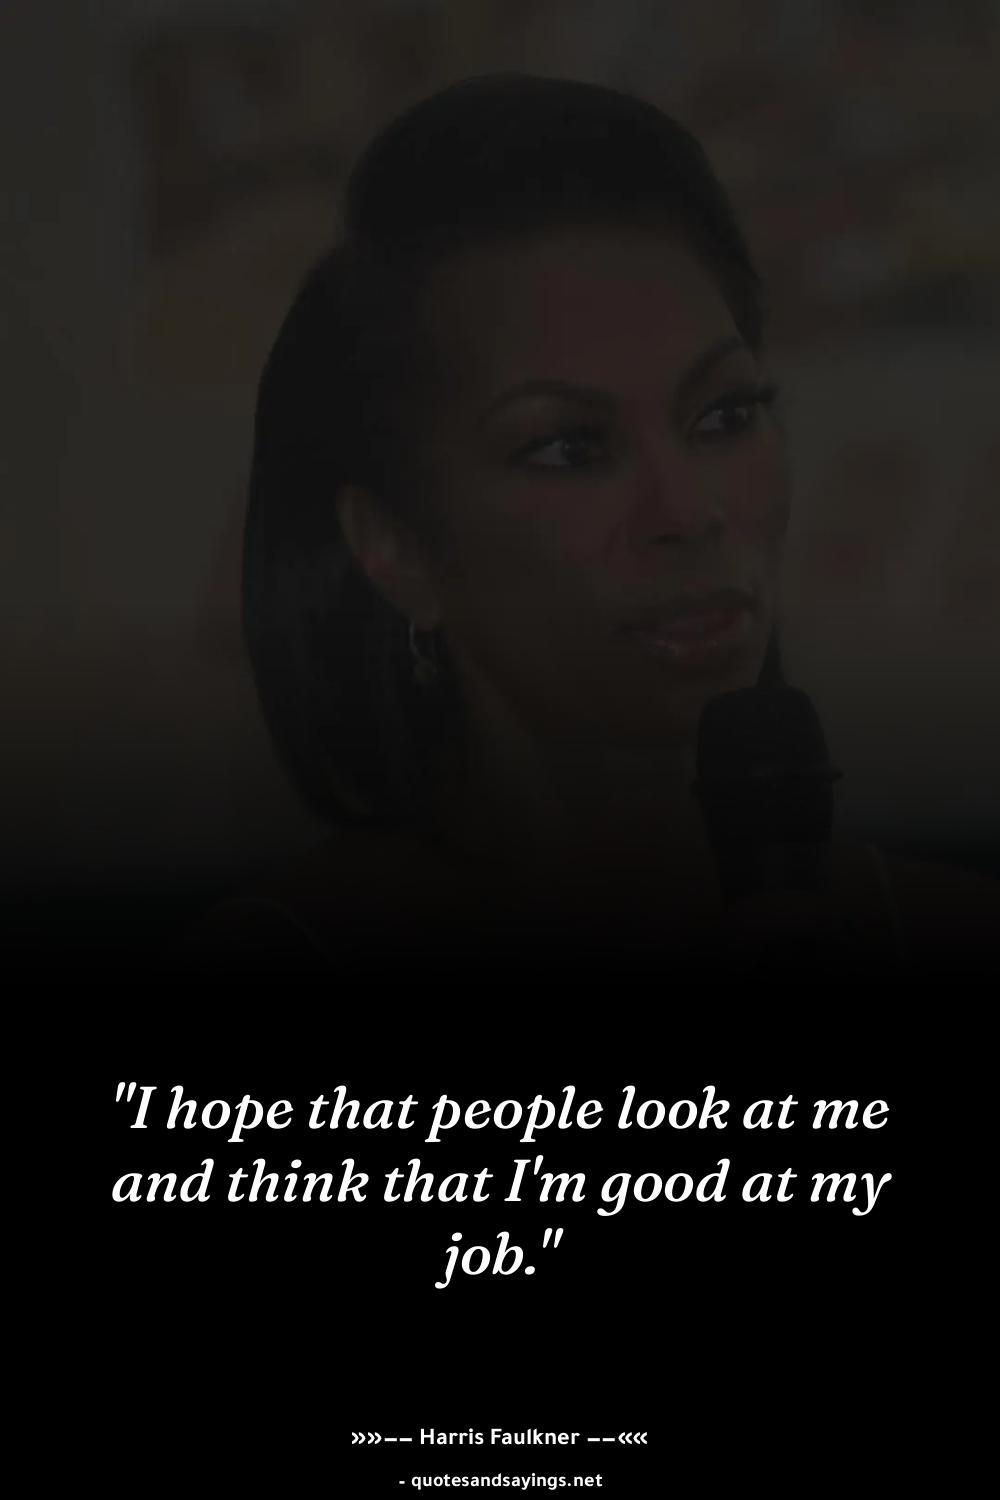 "I hope that people look at me
and think that I'm good at my
job."
»»–– Harris Faulkner ––««
- quotesandsayings.net